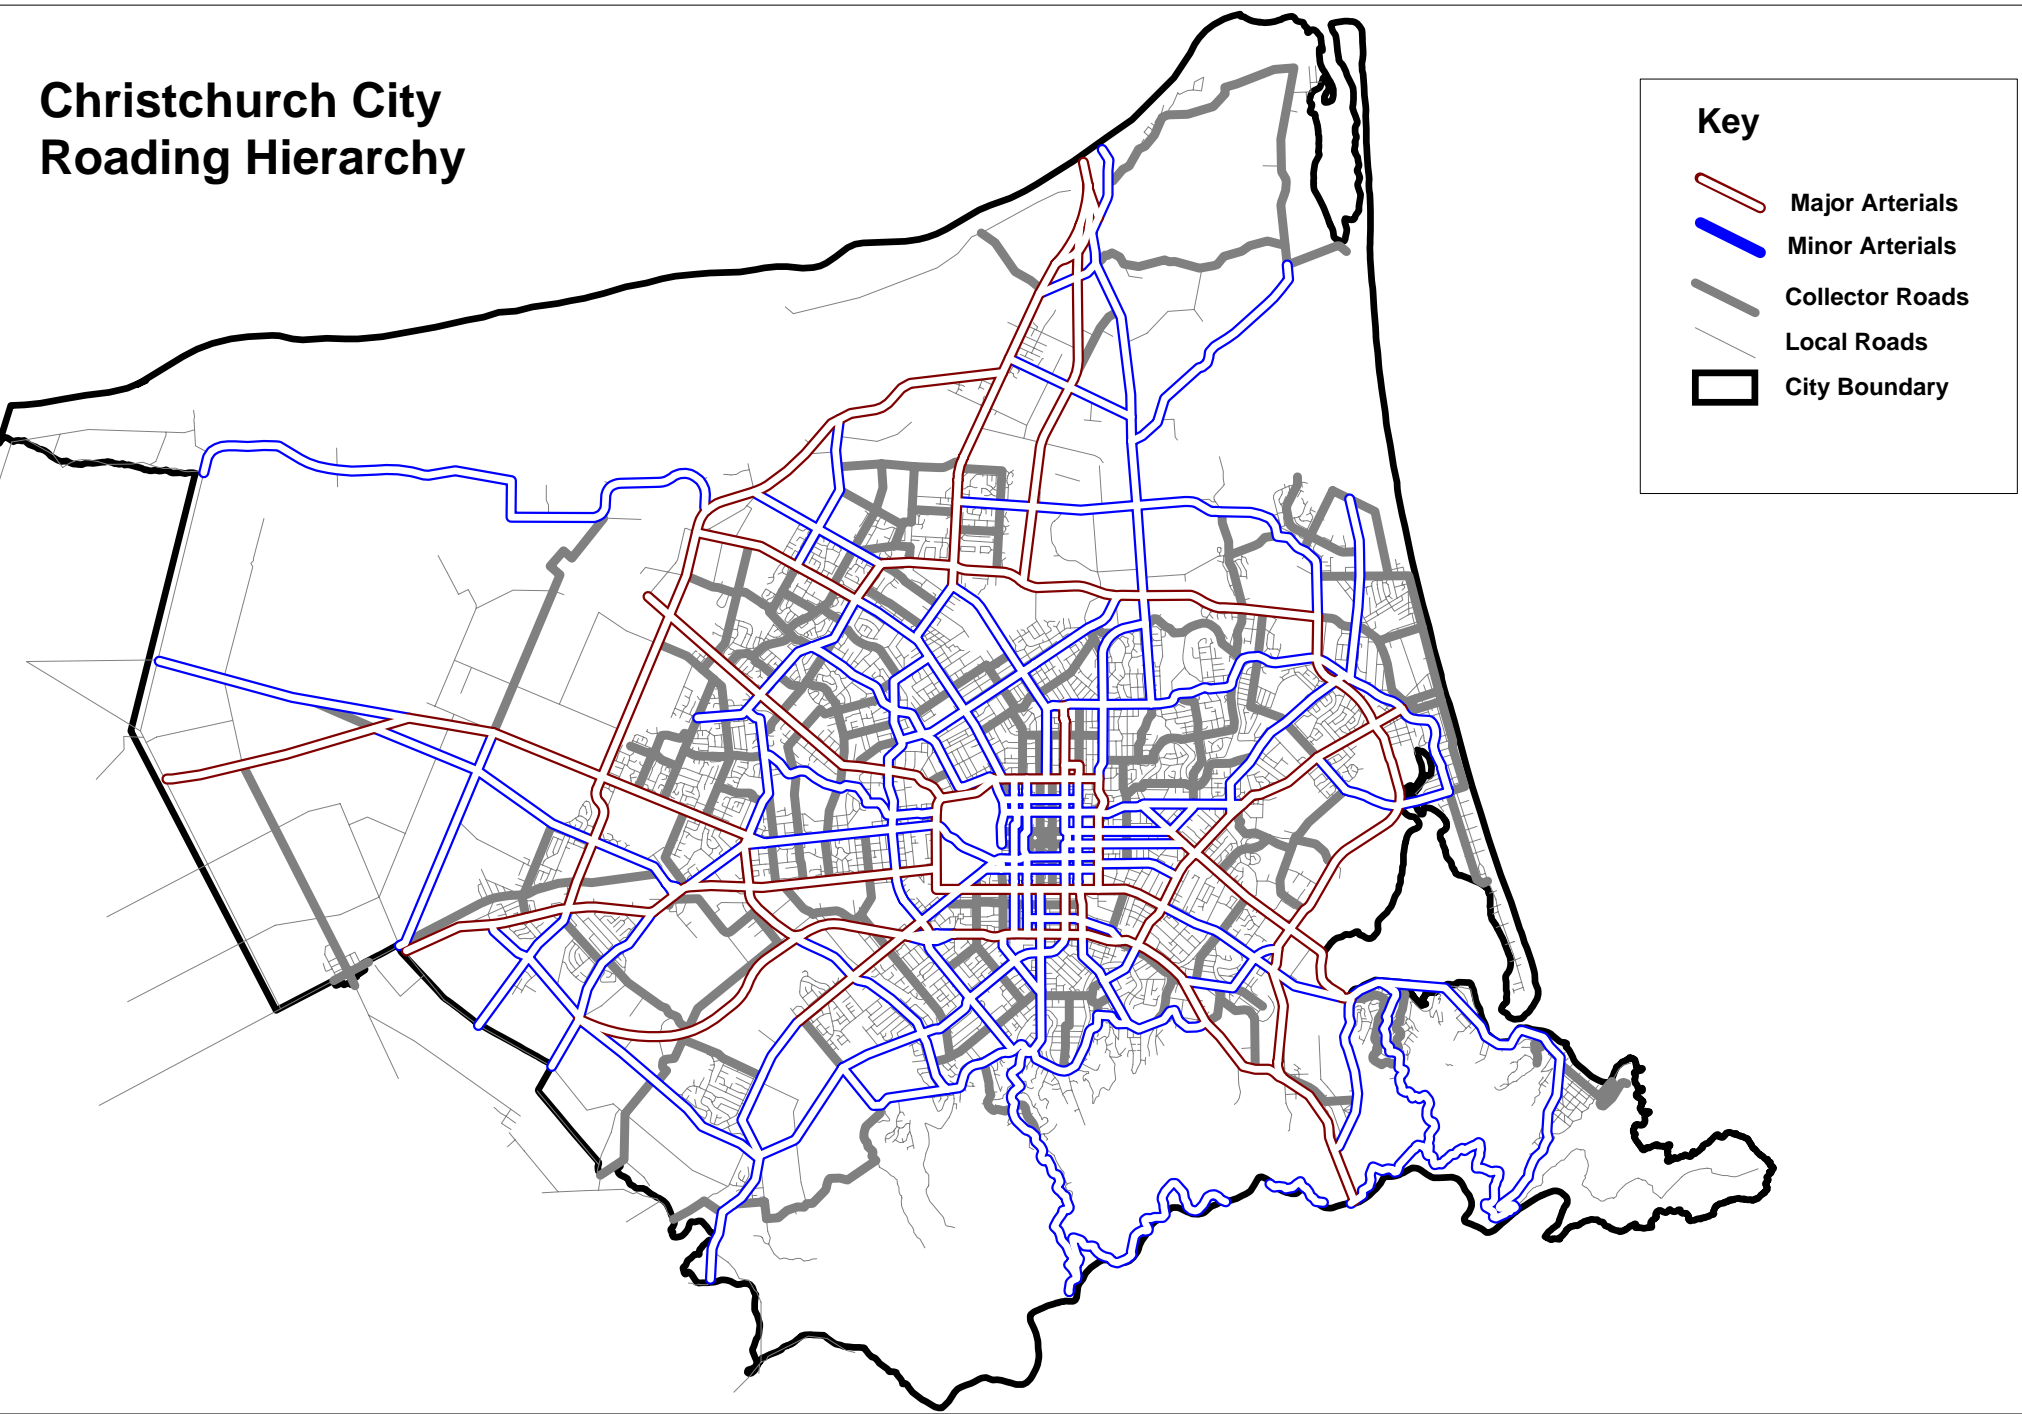 Christchurch City
Roading Hierarchy
Key
Major Arterials
Minor Arterials
Collector Roads
Local Roads
City Boundary